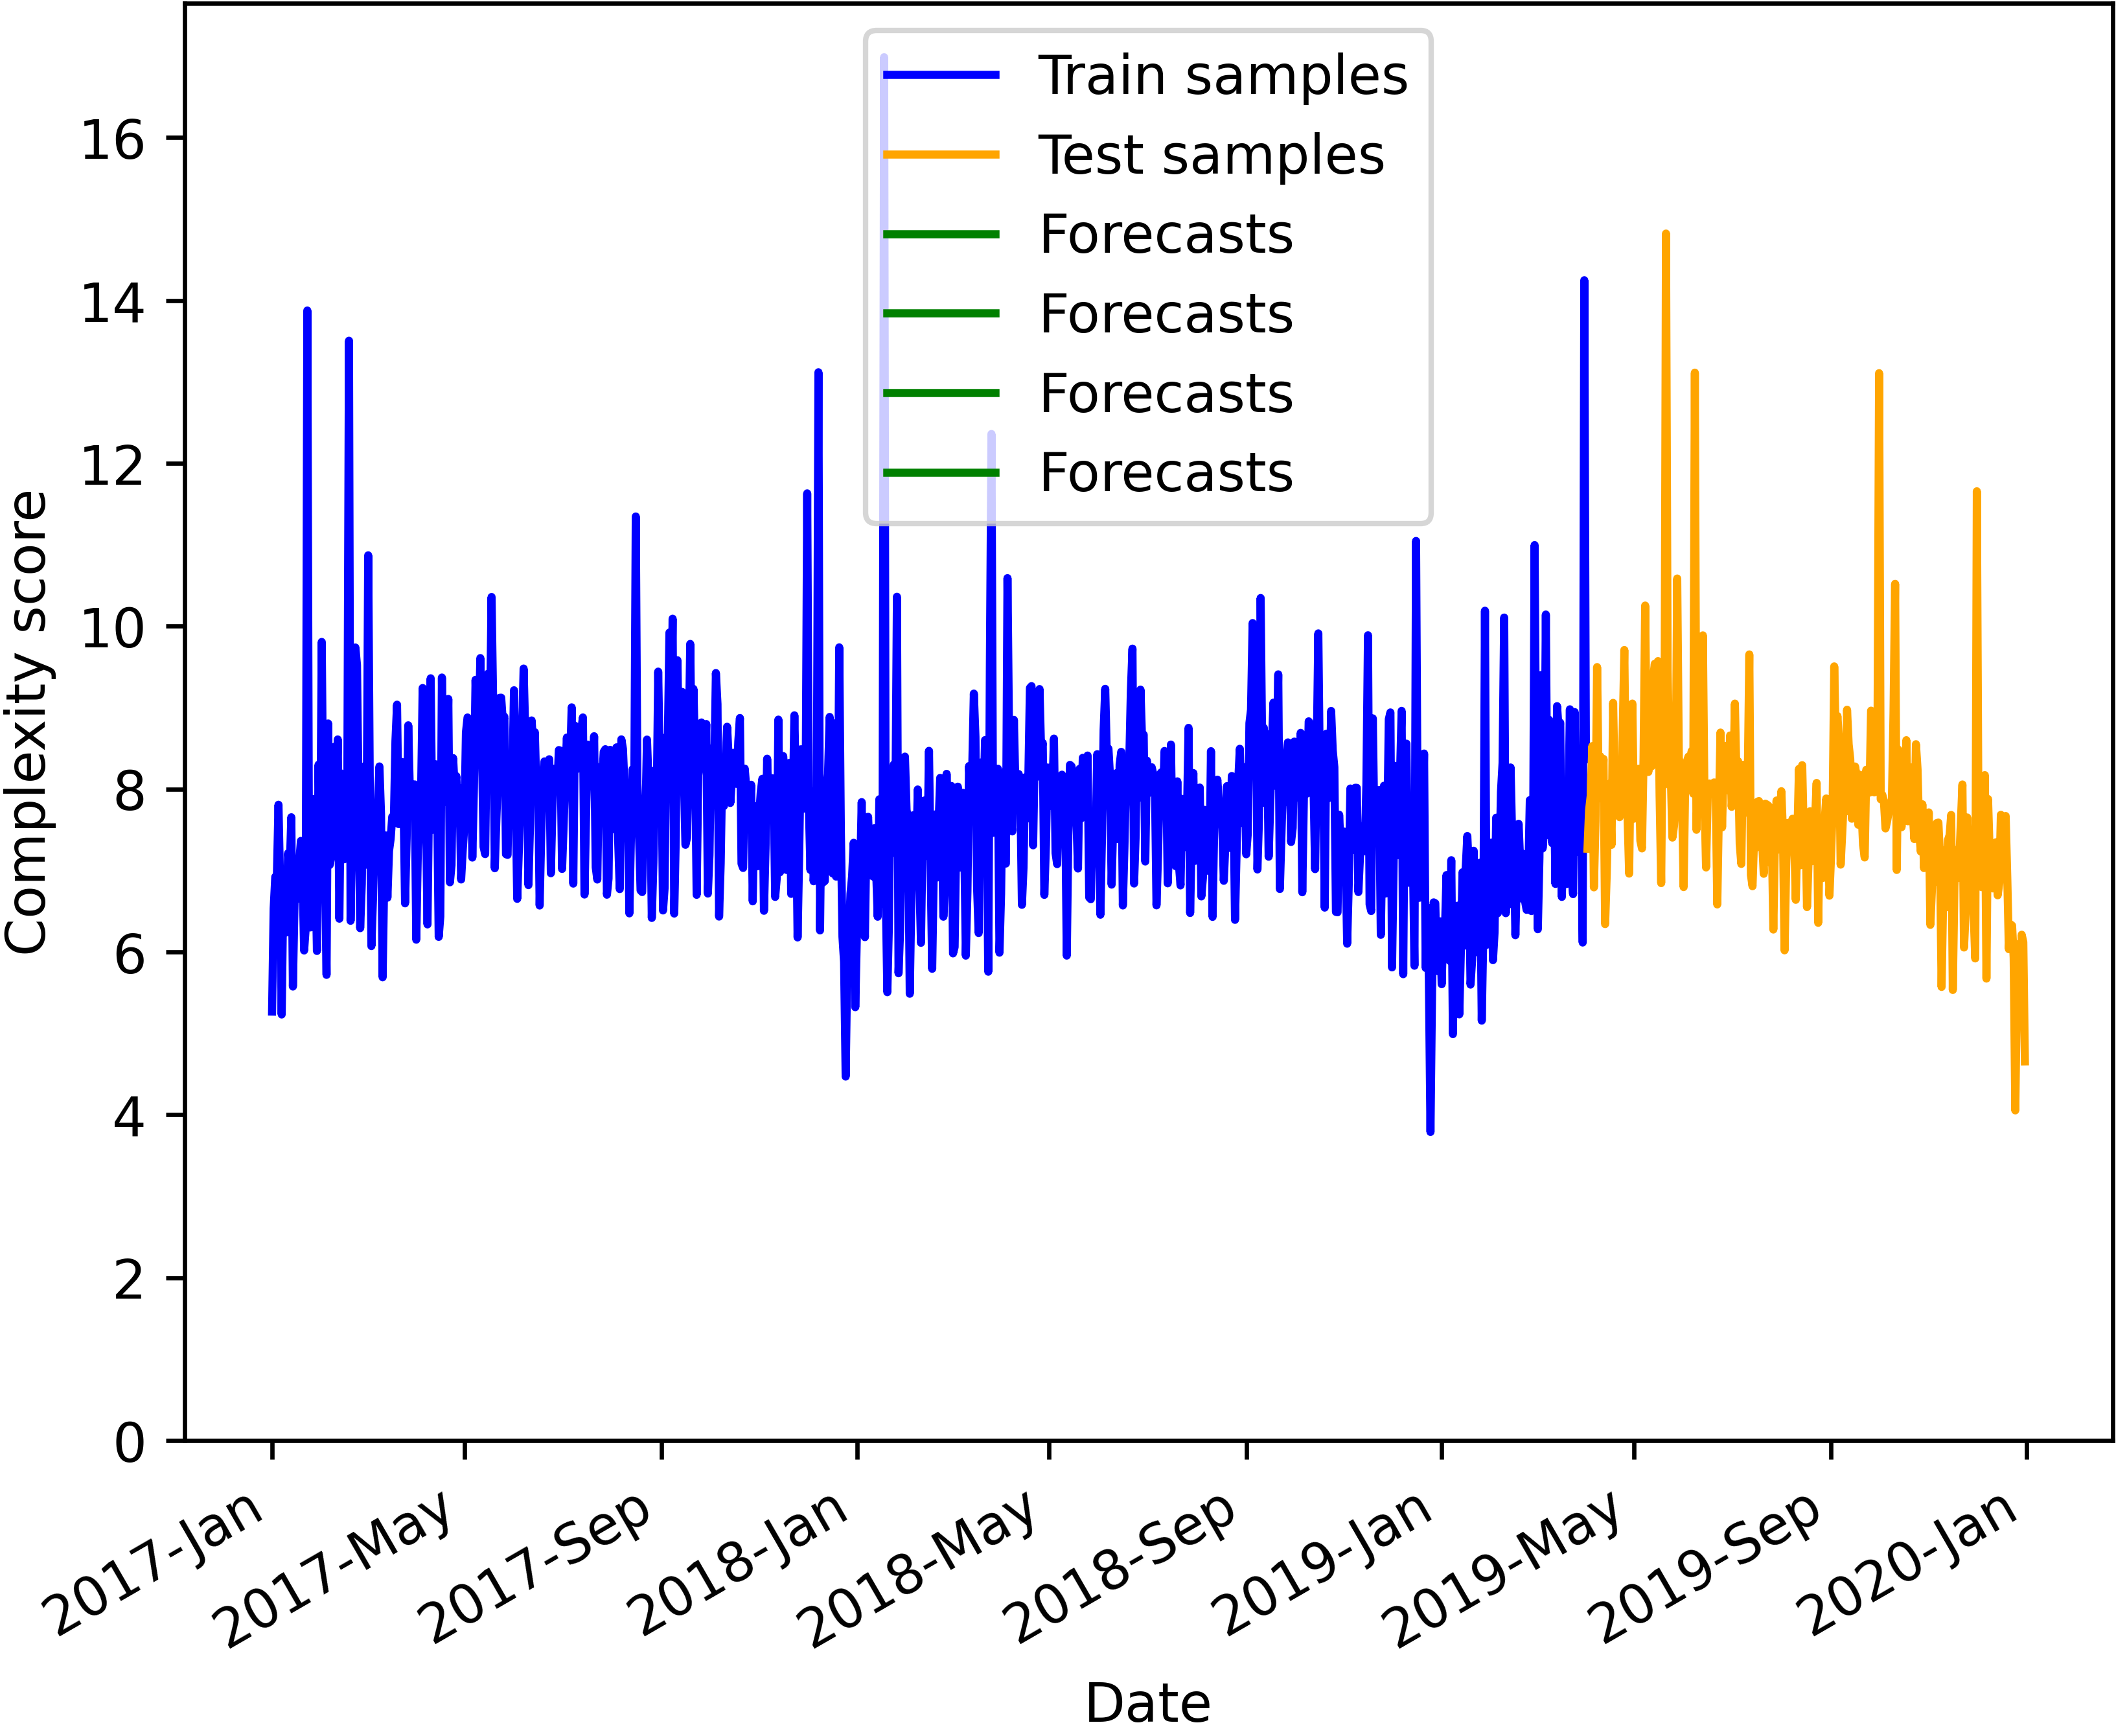 Train samples
Test samples
Forecasts
Forecasts
Forecasts
Forecasts
Complexity score
16
14
12
10
8
6
4
2
0
2017-Jan
2017-May
2017-Sep
2018-Jan
2018-May
2018-Sep
2019-Jan
2019-May
2019-Sep
2020-Jan
Date